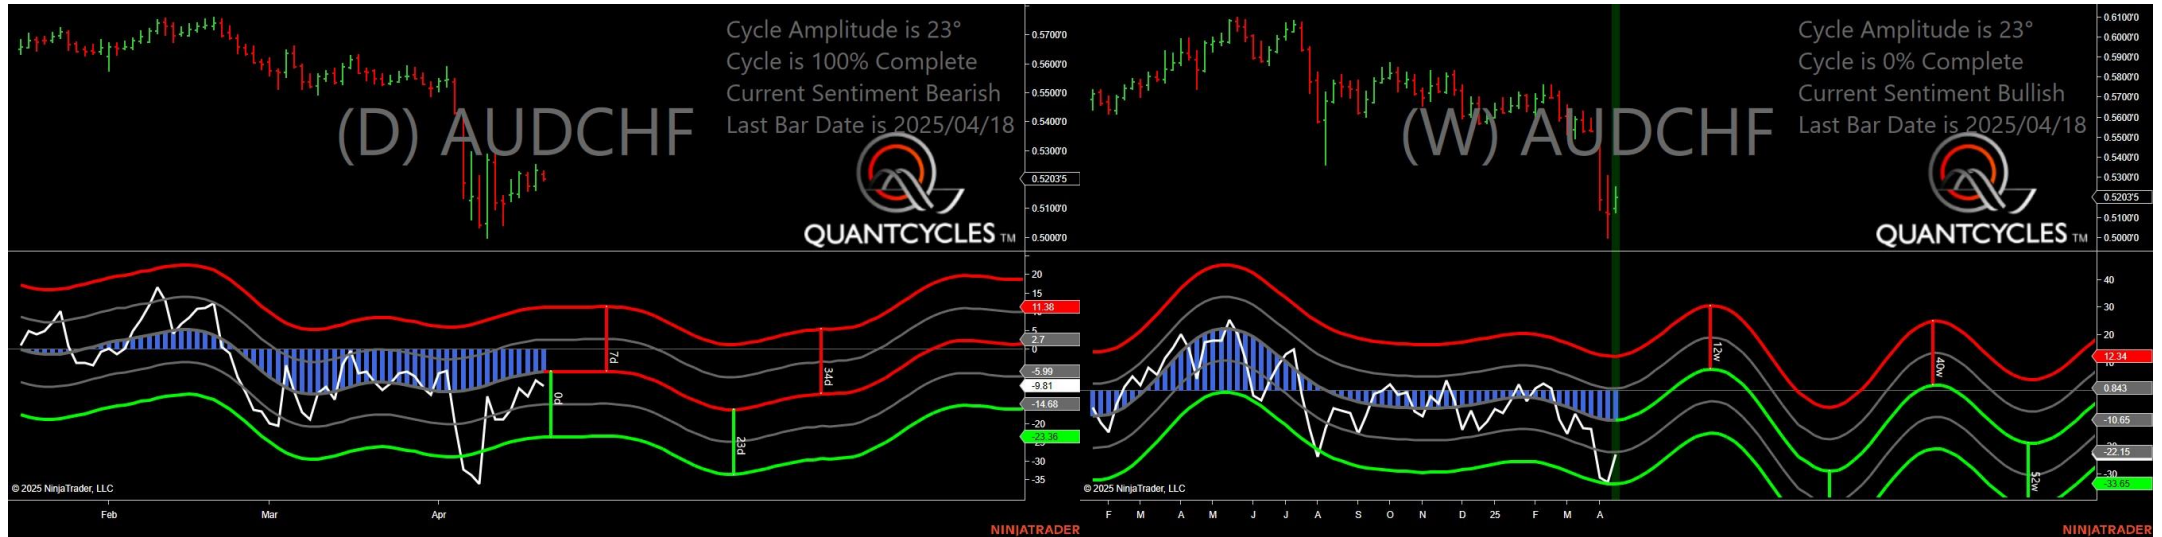 Cycle Amplitude is 23°
Cycle is 100% Complete
Current Sentiment Bearish
Last Bar Date is 2025/04/18
(D) AUDCHF
QUANTCYCLES TM
0.5700'0
0.5600'0
0.5500'0
0.5400'0
0.5300'0
0.5203'5
0.5100'0
0.5000'0
20
15
11.38
5
2.7
0
-5.99
-9.81
-14.68
-20
-23.36
-30
-35
0d
7d
23d
34d
© 2025 NinjaTrader, LLC
Feb Mar Apr
NINJATRADER
Cycle Amplitude is 23°
Cycle is 0% Complete
Current Sentiment Bullish
Last Bar Date is 2025/04/18
(W) AUDCHF
QUANTCYCLES TM
0.6100'0
0.6000'0
0.5900'0
0.5800'0
0.5700'0
0.5600'0
0.5500'0
0.5400'0
0.5300'0
0.5203'5
0.5100'0
0.5000'0
40
30
20
12.34
0.843
-10.65
-22.15
-30
-33.65
12w
40w
52w
© 2025 NinjaTrader, LLC
F M A M J J A S O N D 25 F M A
NINJATRADER